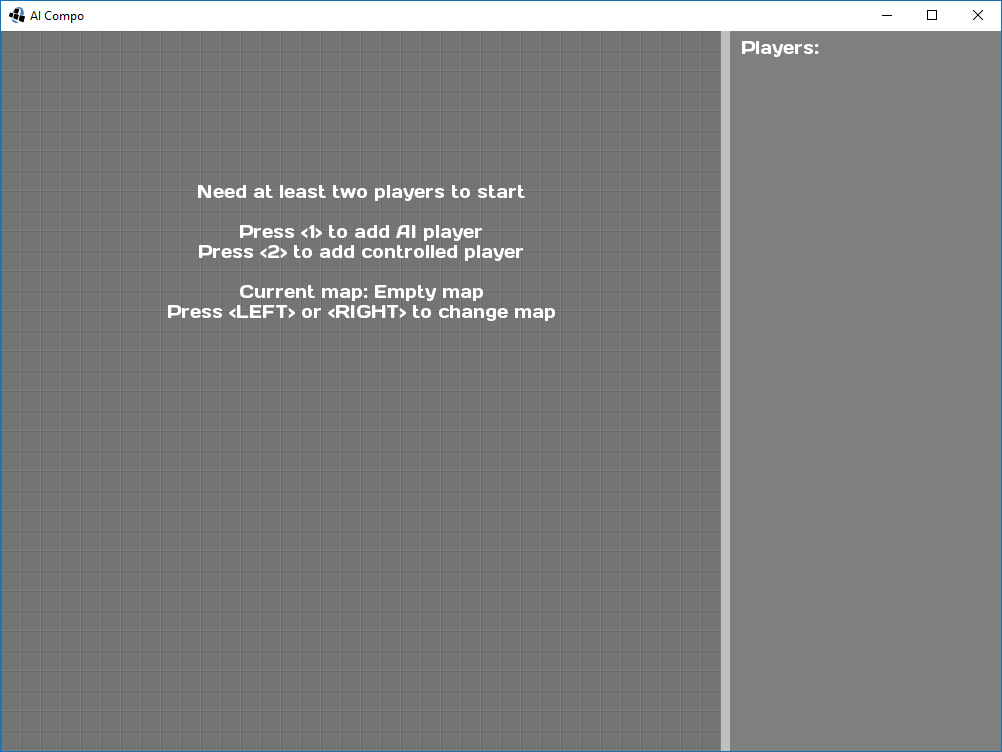 AI Compo
Players:
Need at least two players to start
Press <1> to add AI player
Press <2> to add controlled player
Current map: Empty map
Press <LEFT> or <RIGHT> to change map